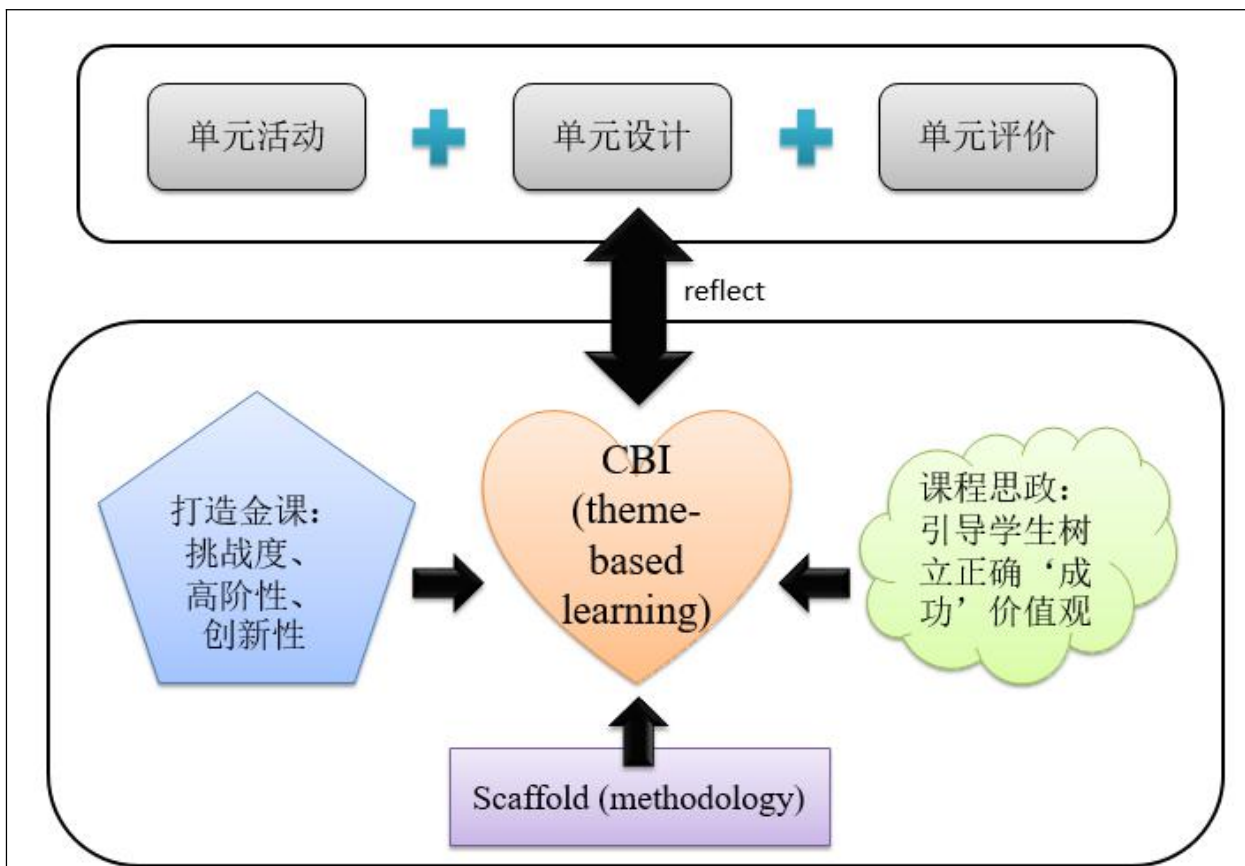 单元活动
单元设计
单元评价
reflect
打造金课：
挑战度、
高阶性、
创新性
CBI
(theme-
based
learning)
课程思政：
引导学生树
立正确‘成
功’价值观
Scaffold (methodology)